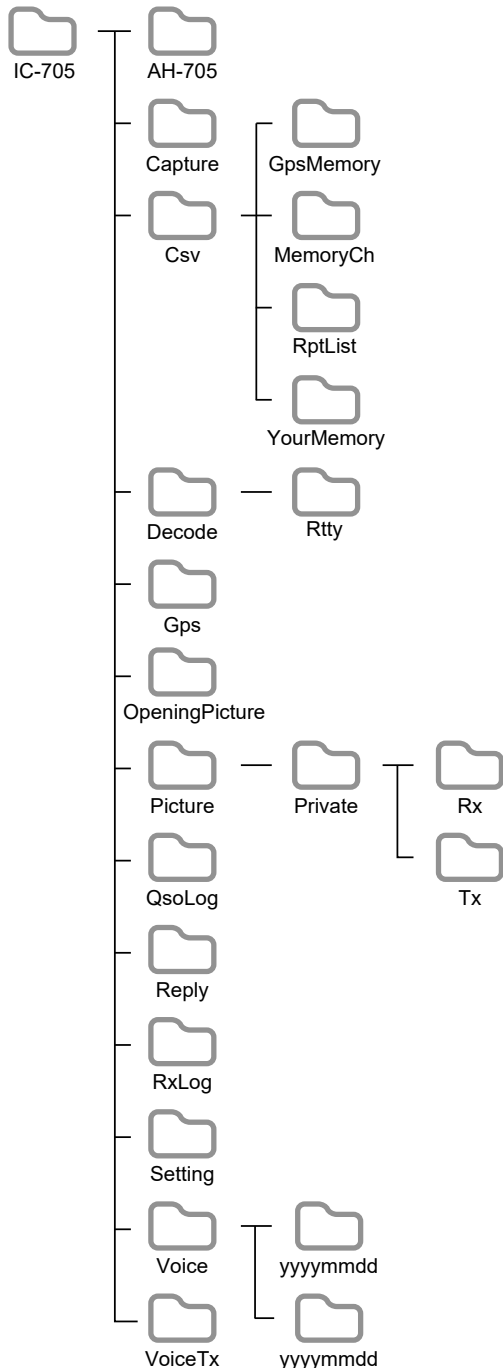 IC-705
AH-705
Capture
GpsMemory
Csv
MemoryCh
RptList
YourMemory
Decode
Rtty
Gps
OpeningPicture
Picture
Private
Rx
Tx
QsoLog
Reply
RxLog
Setting
Voice
yyyymmdd
VoiceTx
yyyymmdd